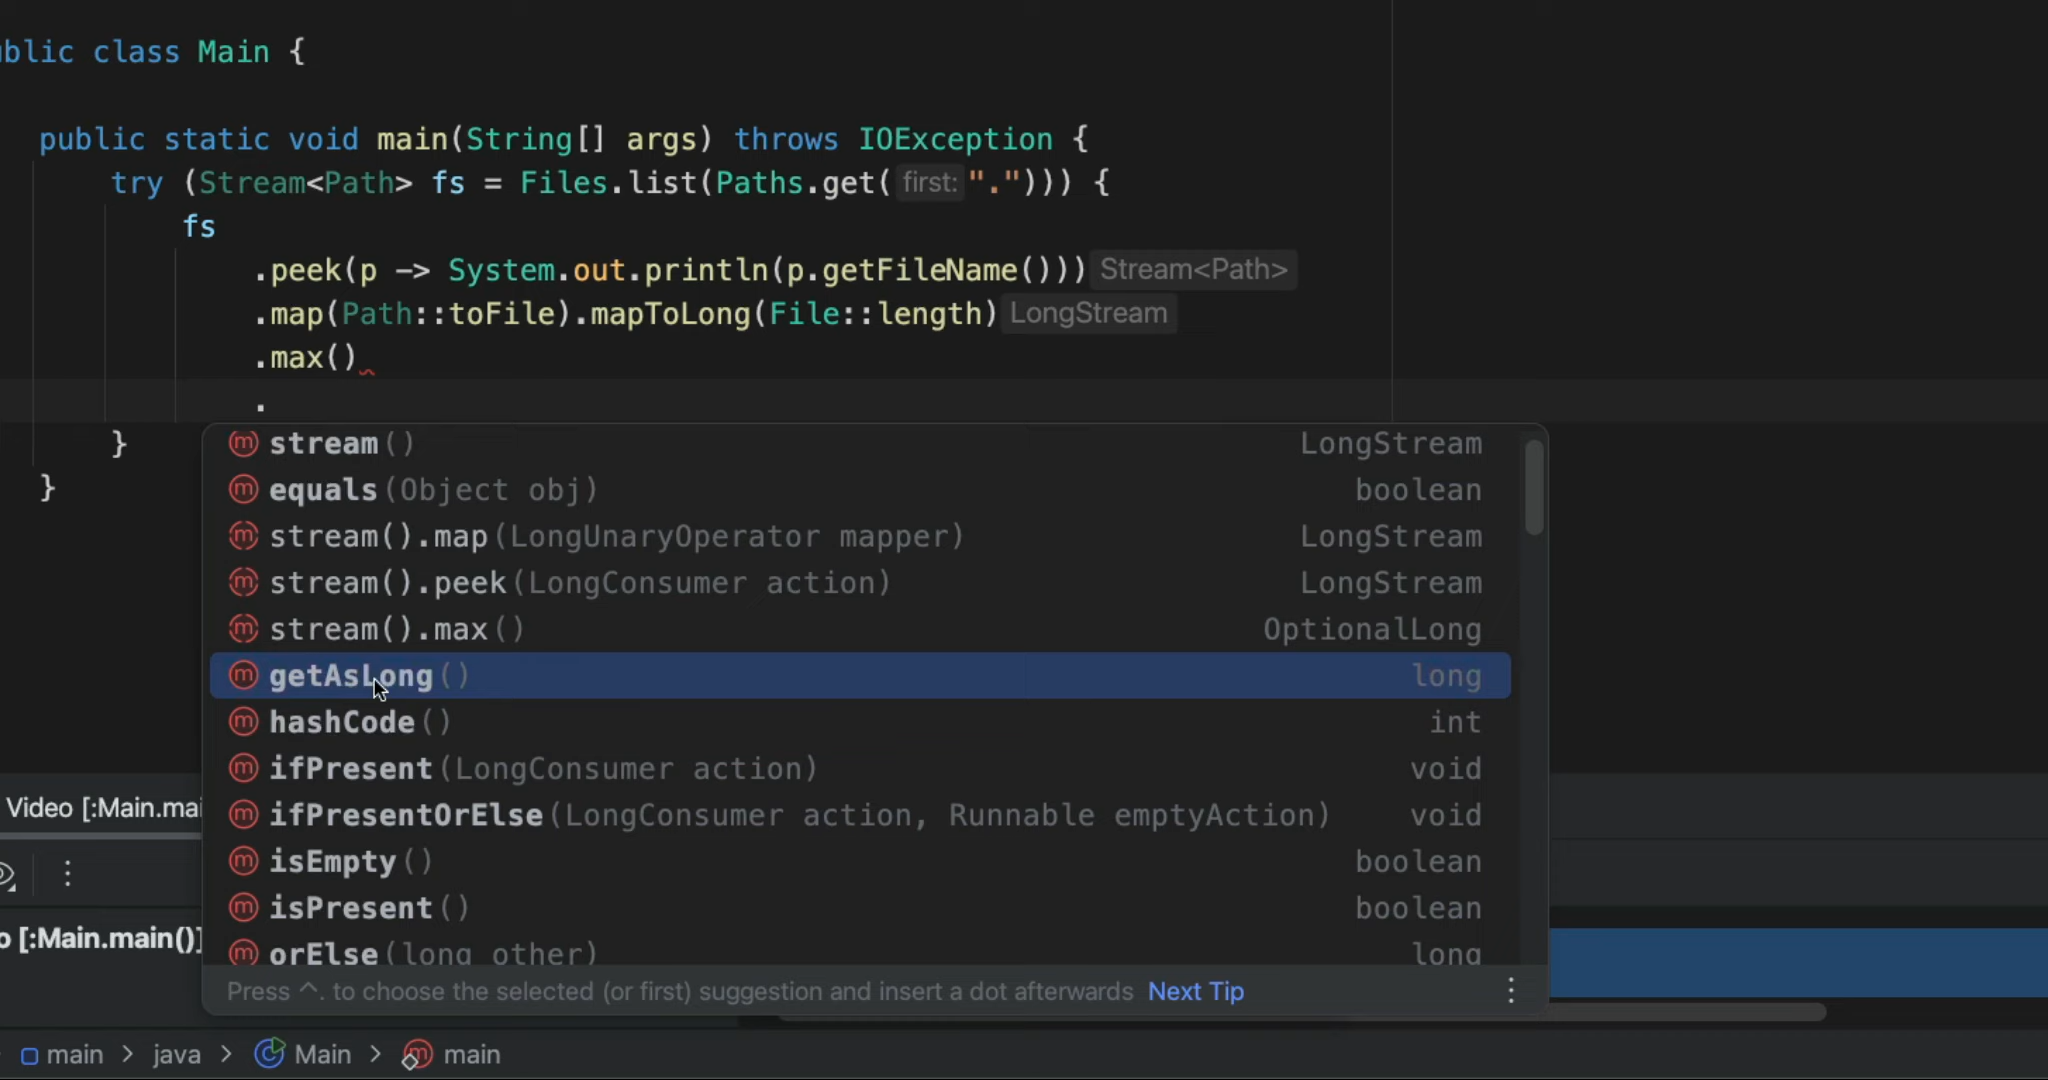 ublic class Main {
public static void main(String[] args) throws IOException {
try (Stream<Path> fs = Files.list(Paths.get( first: "."))) {
fs
.peek(p -> System.out.println(p.getFileName())) Stream<Path>
.map(Path::toFile).mapToLong(File::length) LongStream
.max()
.
}
}
stream() LongStream
equals(Object obj) boolean
stream().map(LongUnaryOperator mapper) LongStream
stream().peek(LongConsumer action) LongStream
stream().max() OptionalLong
getAsLong() long
hashCode() int
ifPresent(LongConsumer action) void
ifPresentOrElse(LongConsumer action, Runnable emptyAction) void
isEmpty() boolean
isPresent() boolean
orElse(long other) long
Press ^. to choose the selected (or first) suggestion and insert a dot afterwards Next Tip
Video [:Main.mai
o [:Main.main()]
main > java > Main > main